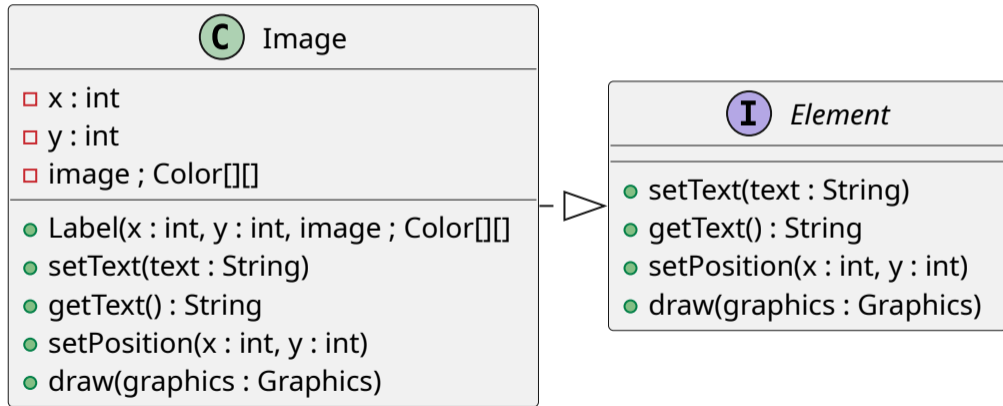 C Image
x : int
y : int
image ; Color[][]
Label(x : int, y : int, image ; Color[][]
setText(text : String)
getText() : String
setPosition(x : int, y : int)
draw(graphics : Graphics)
I Element
setText(text : String)
getText() : String
setPosition(x : int, y : int)
draw(graphics : Graphics)